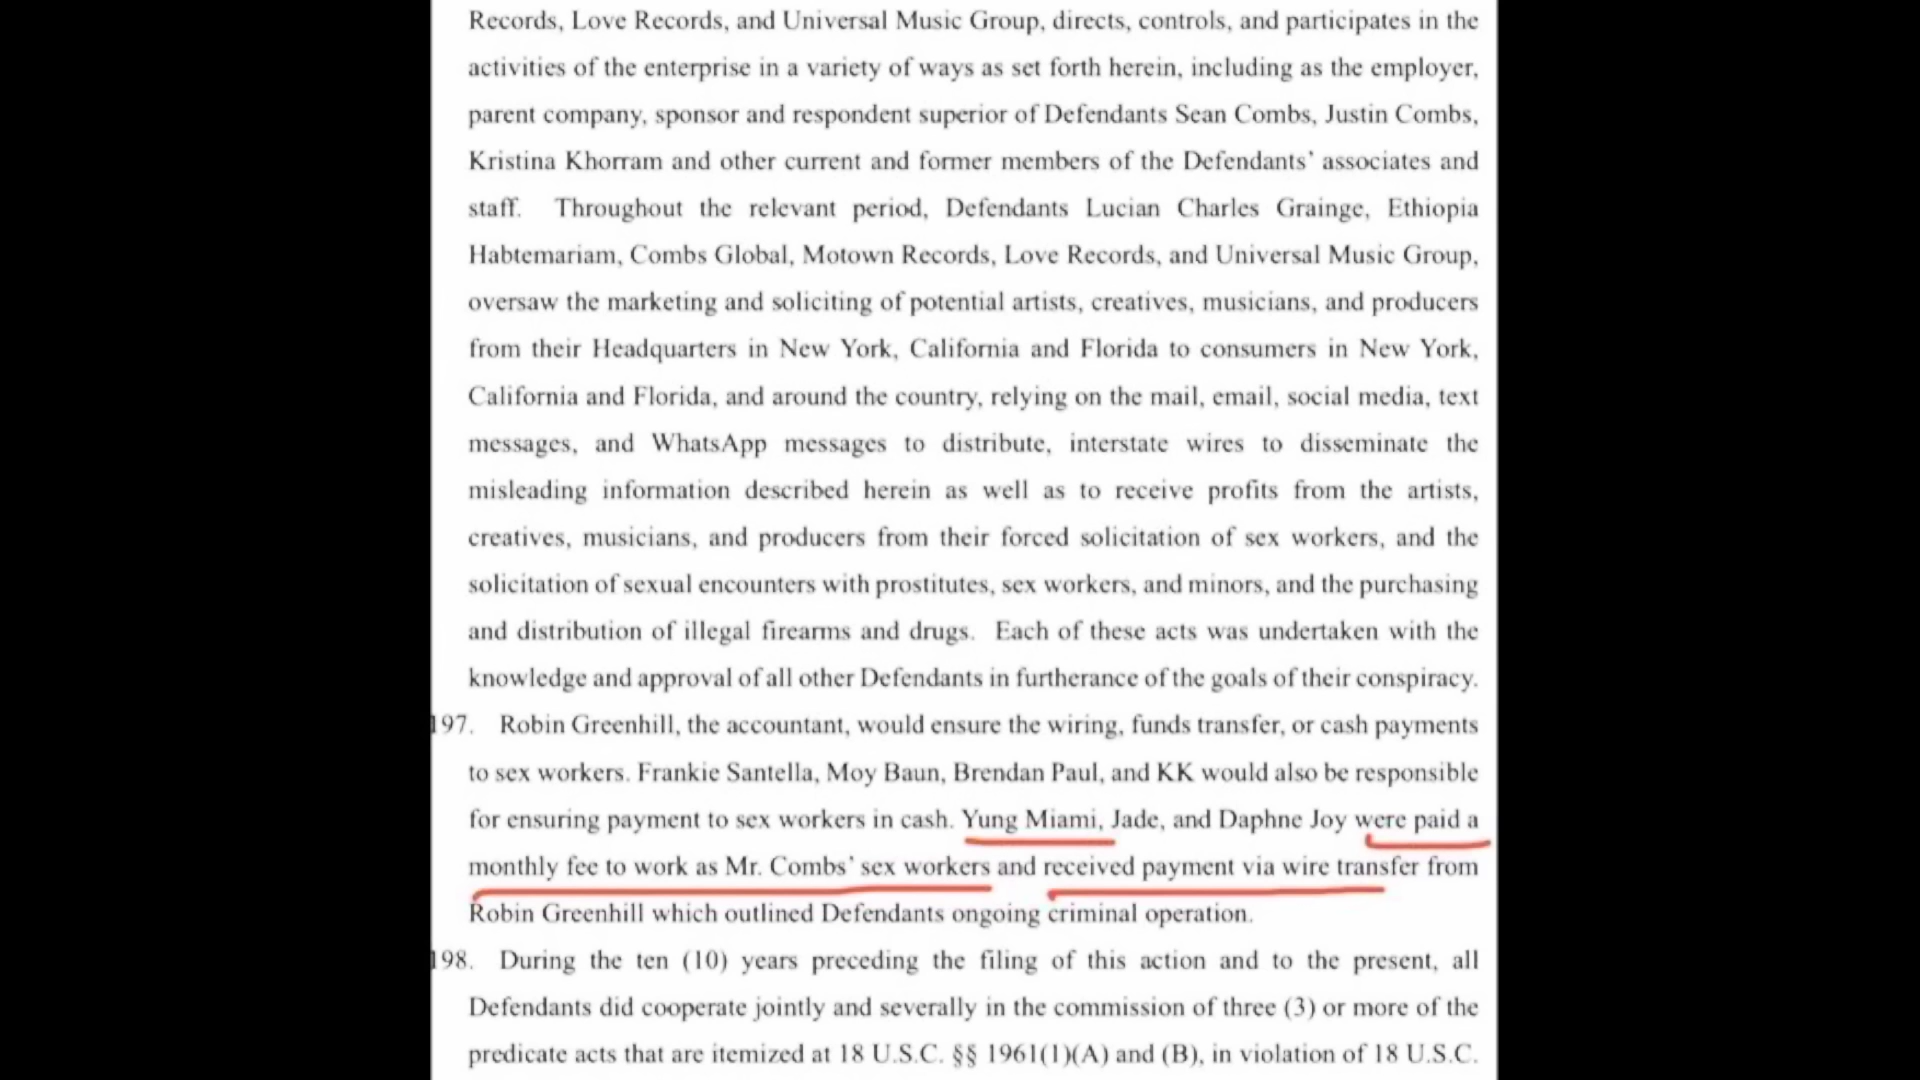 Records, Love Records, and Universal Music Group, directs, controls, and participates in the
activities of the enterprise in a variety of ways as set forth herein, including as the employer,
parent company, sponsor and respondent superior of Defendants Sean Combs, Justin Combs,
Kristina Khorram and other current and former members of the Defendants' associates and
staff. Throughout the relevant period, Defendants Lucian Charles Grainge, Ethiopia
Habtemariam, Combs Global, Motown Records, Love Records, and Universal Music Group,
oversaw the marketing and soliciting of potential artists, creatives, musicians, and producers
from their Headquarters in New York, California and Florida to consumers in New York,
California and Florida, and around the country, relying on the mail, email, social media, text
messages, and WhatsApp messages to distribute, interstate wires to disseminate the
misleading information described herein as well as to receive profits from the artists,
creatives, musicians, and producers from their forced solicitation of sex workers, and the
solicitation of sexual encounters with prostitutes, sex workers, and minors, and the purchasing
and distribution of illegal firearms and drugs. Each of these acts was undertaken with the
knowledge and approval of all other Defendants in furtherance of the goals of their conspiracy.
197. Robin Greenhill, the accountant, would ensure the wiring, funds transfer, or cash payments
to sex workers. Frankie Santella, Moy Baun, Brendan Paul, and KK would also be responsible
for ensuring payment to sex workers in cash. Yung Miami, Jade, and Daphne Joy were paid a
monthly fee to work as Mr. Combs' sex workers and received payment via wire transfer from
Robin Greenhill which outlined Defendants ongoing criminal operation.
198. During the ten (10) years preceding the filing of this action and to the present, all
Defendants did cooperate jointly and severally in the commission of three (3) or more of the
predicate acts that are itemized at 18 U.S.C. §§ 1961(1)(A) and (B), in violation of 18 U.S.C.